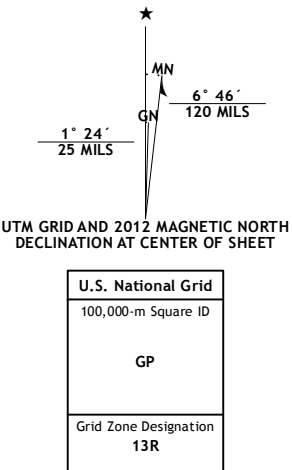 ★
MN
6° 46´
120 MILS
GN
1° 24´
25 MILS
UTM GRID AND 2012 MAGNETIC NORTH
DECLINATION AT CENTER OF SHEET
U.S. National Grid
100,000-m Square ID
GP
Grid Zone Designation
13R